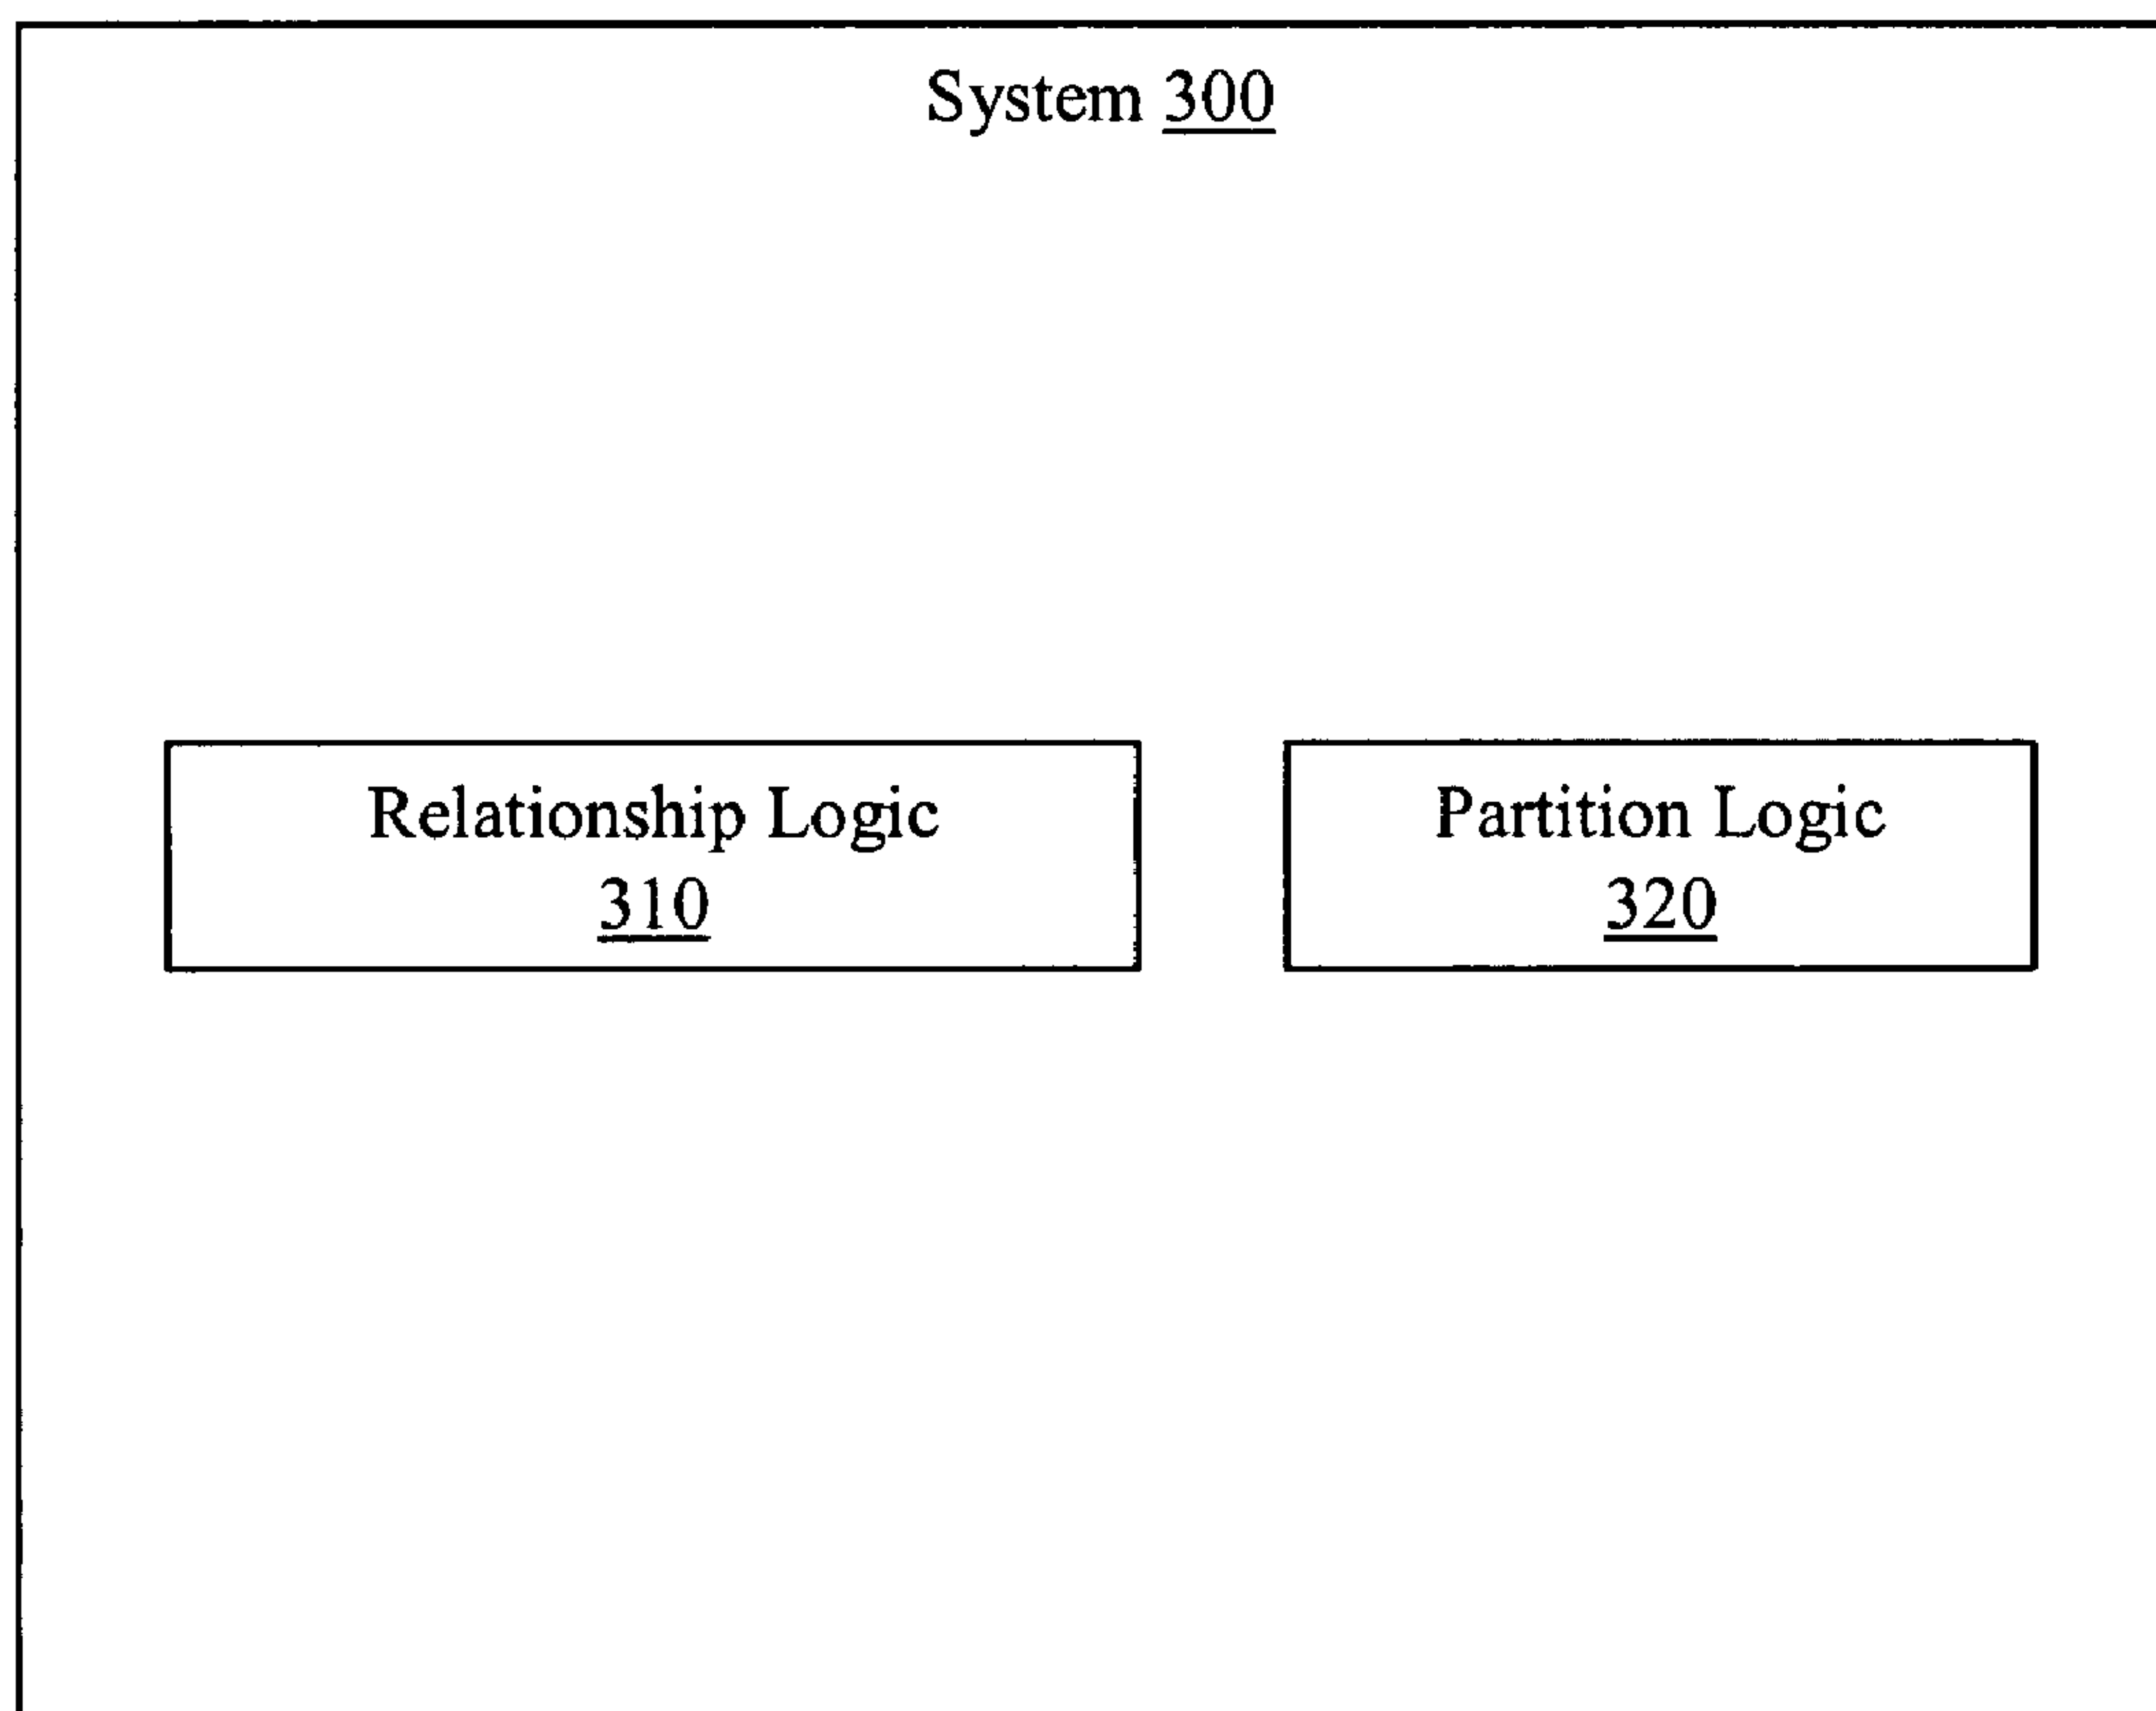 System 300
Relationship Logic
310
Partition Logic
320